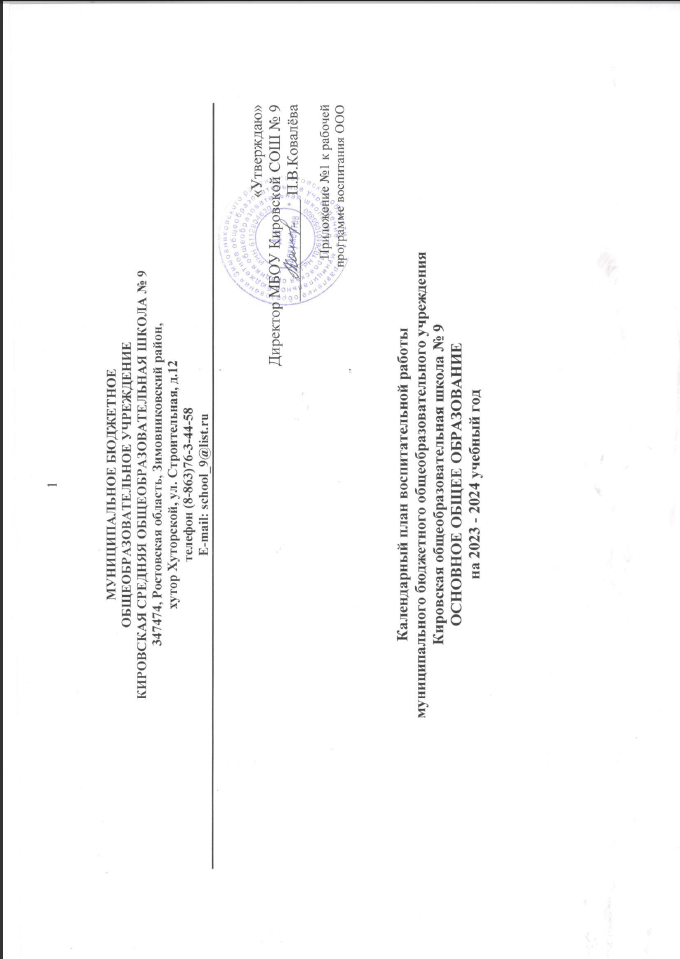 1
МУНИЦИПАЛЬНОЕ БЮДЖЕТНОЕ
ОБЩЕОБРАЗОВАТЕЛЬНОЕ УЧРЕЖДЕНИЕ
КИРОВСКАЯ СРЕДНЯЯ ОБЩЕОБРАЗОВАТЕЛЬНАЯ ШКОЛА № 9
347474, Ростовская область, Зимовниковский район,
хутор Хуторской, ул. Строительная, д.12
телефон (8-863)76-3-44-58
E-mail: school_9@list.ru
«Утверждаю»
Директор МБОУ Кировской СОШ № 9
П.В.Ковалёва
Приложение №1 к рабочей
программе воспитания ООО
Календарный план воспитательной работы
муниципального бюджетного общеобразовательного учреждения
Кировская общеобразовательная школа № 9
ОСНОВНОЕ ОБЩЕЕ ОБРАЗОВАНИЕ
на 2023 - 2024 учебный год